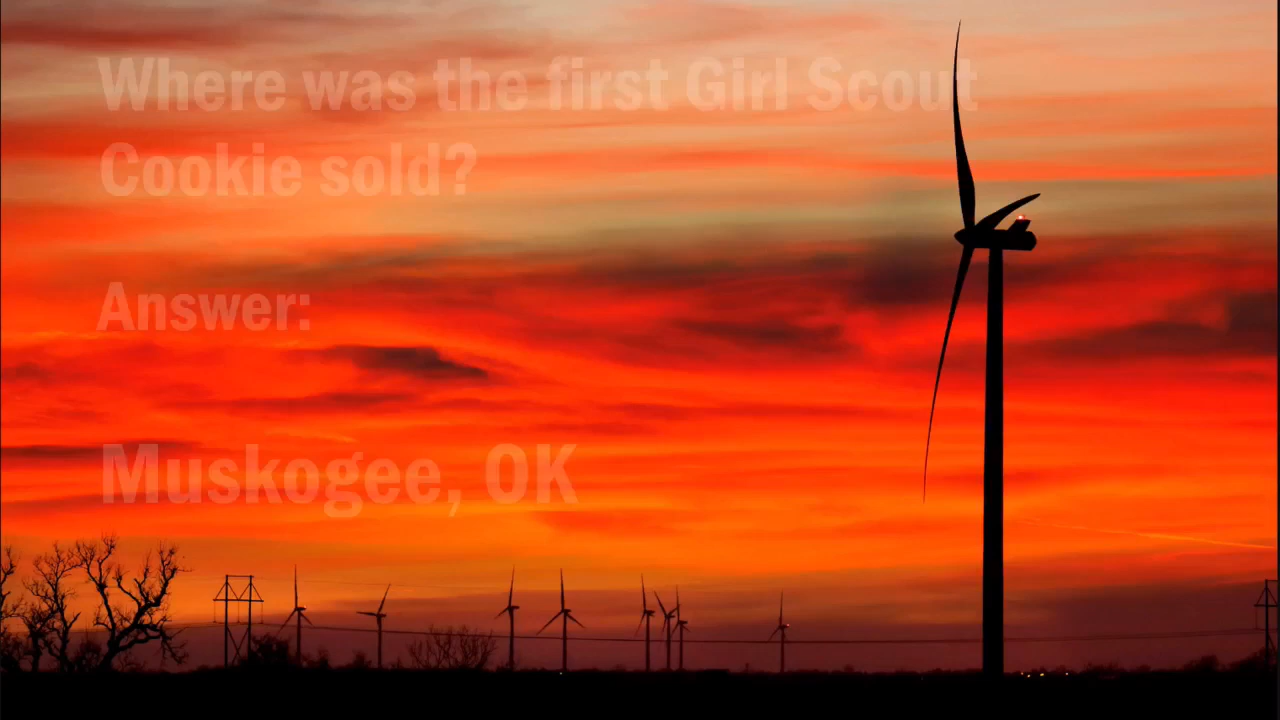 Where was the first Girl Scout
Cookie sold?
Answer:
Muskogee, OK